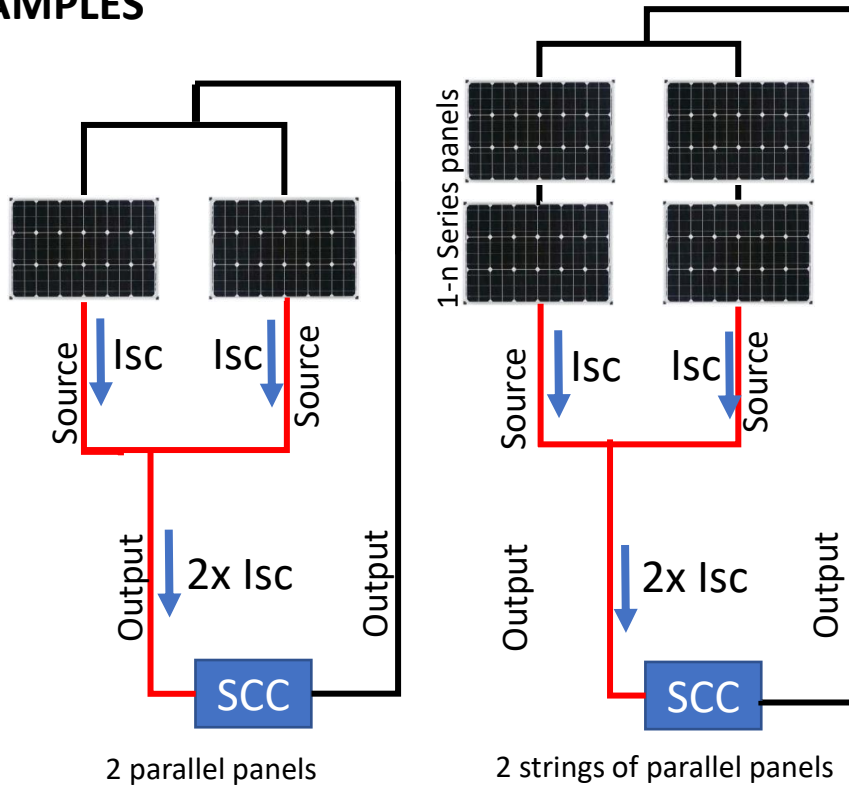 AMPLES
1-n Series panels
Source
Isc
Isc
Source
Source
Isc
Isc
Source
Output
2x Isc
Output
Output
2x Isc
Output
SCC
SCC
2 parallel panels
2 strings of parallel panels